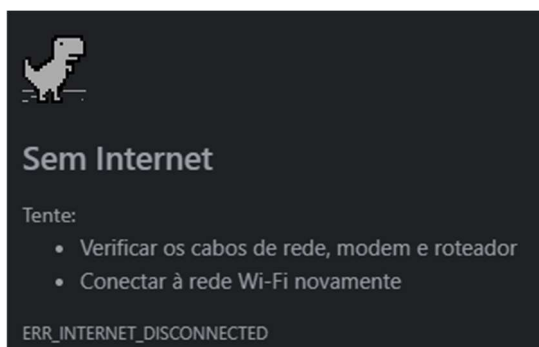 Sem Internet
Tente:
• Verificar os cabos de rede, modem e roteador
• Conectar à rede Wi-Fi novamente
ERR_INTERNET_DISCONNECTED